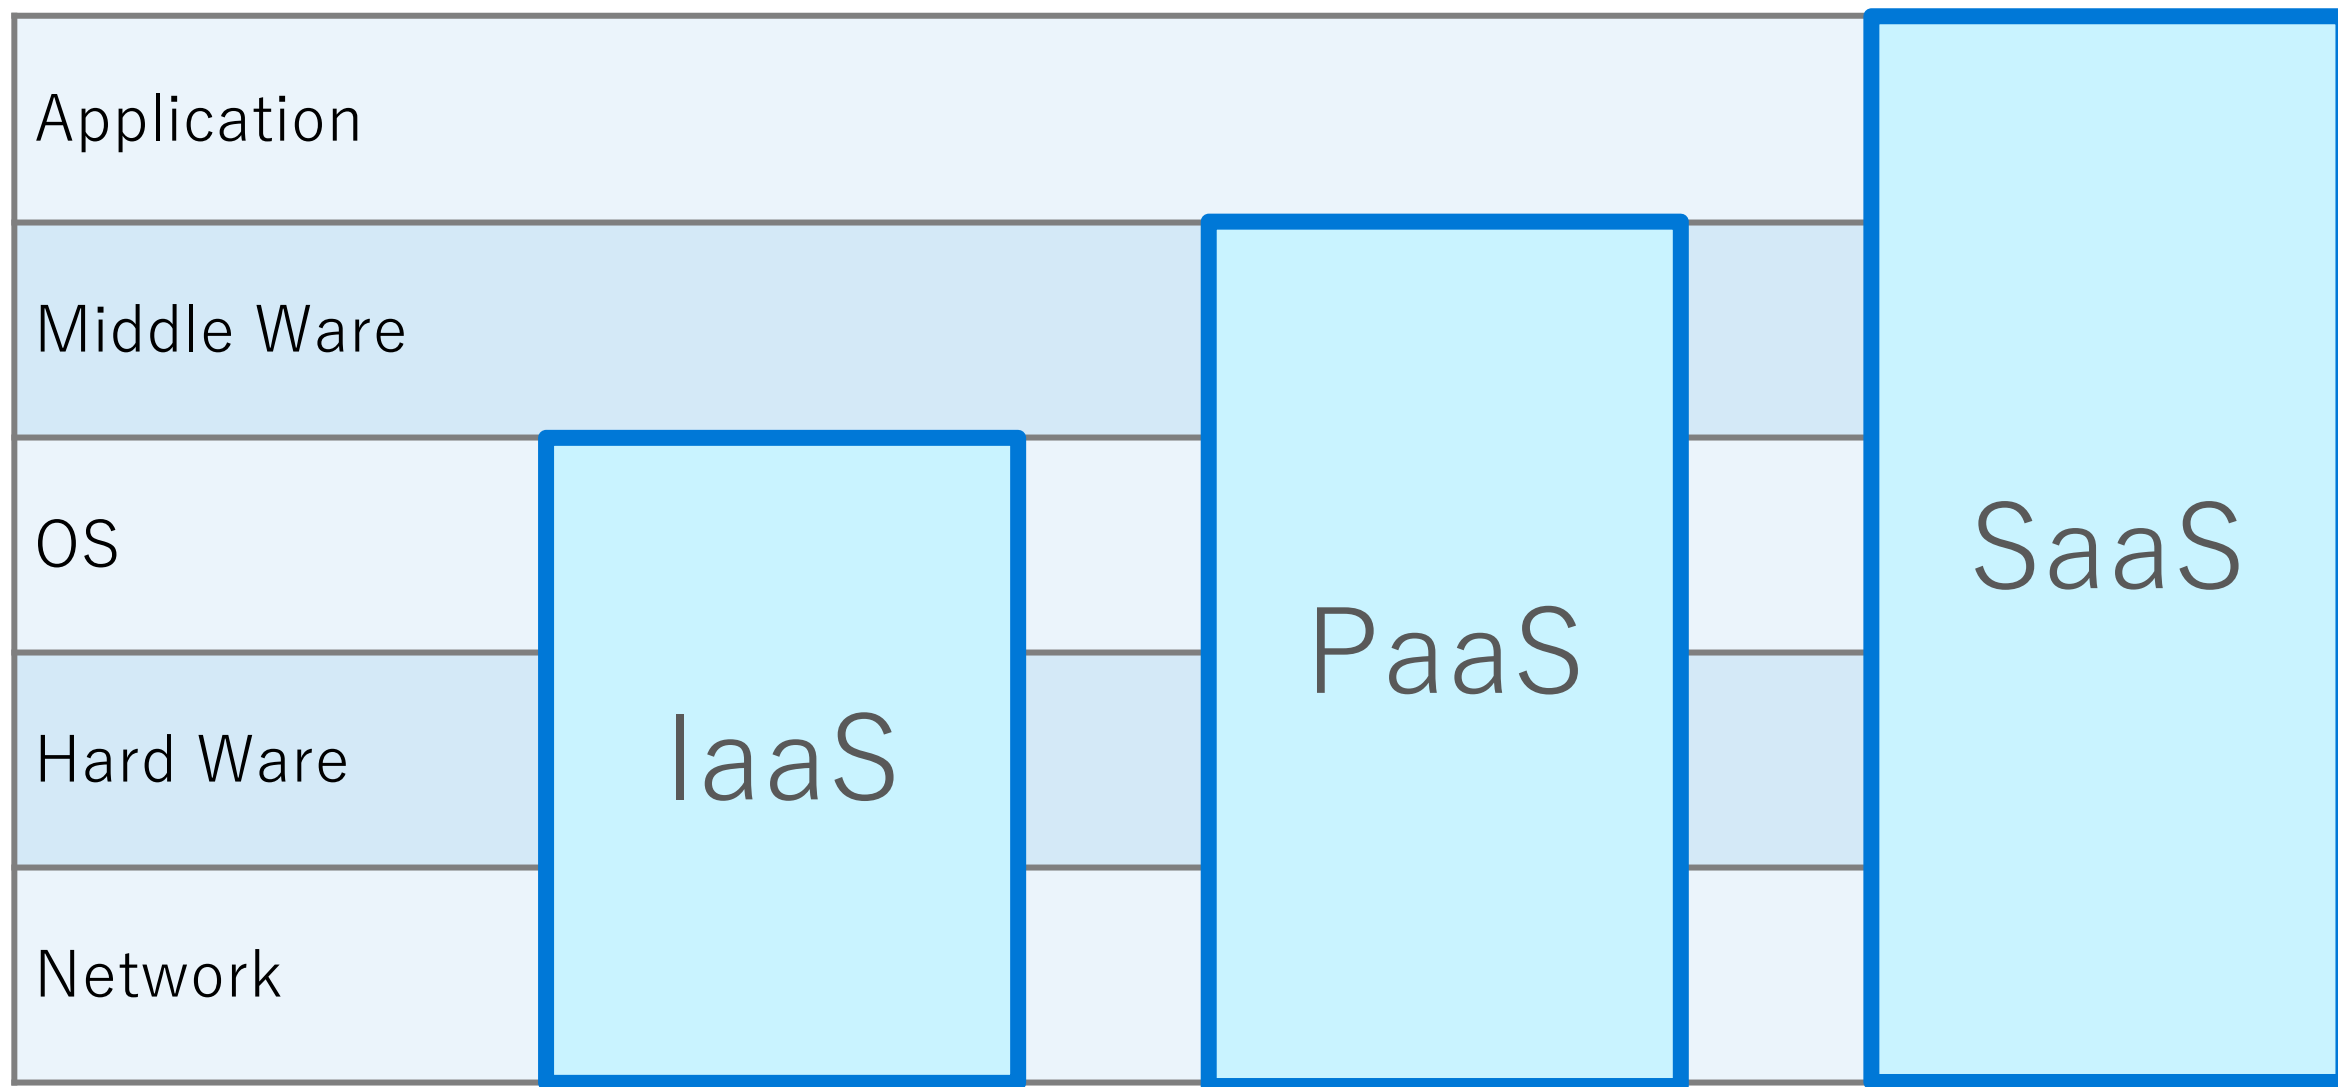 Application
Middle Ware
OS
Hard Ware
Network
IaaS
PaaS
SaaS